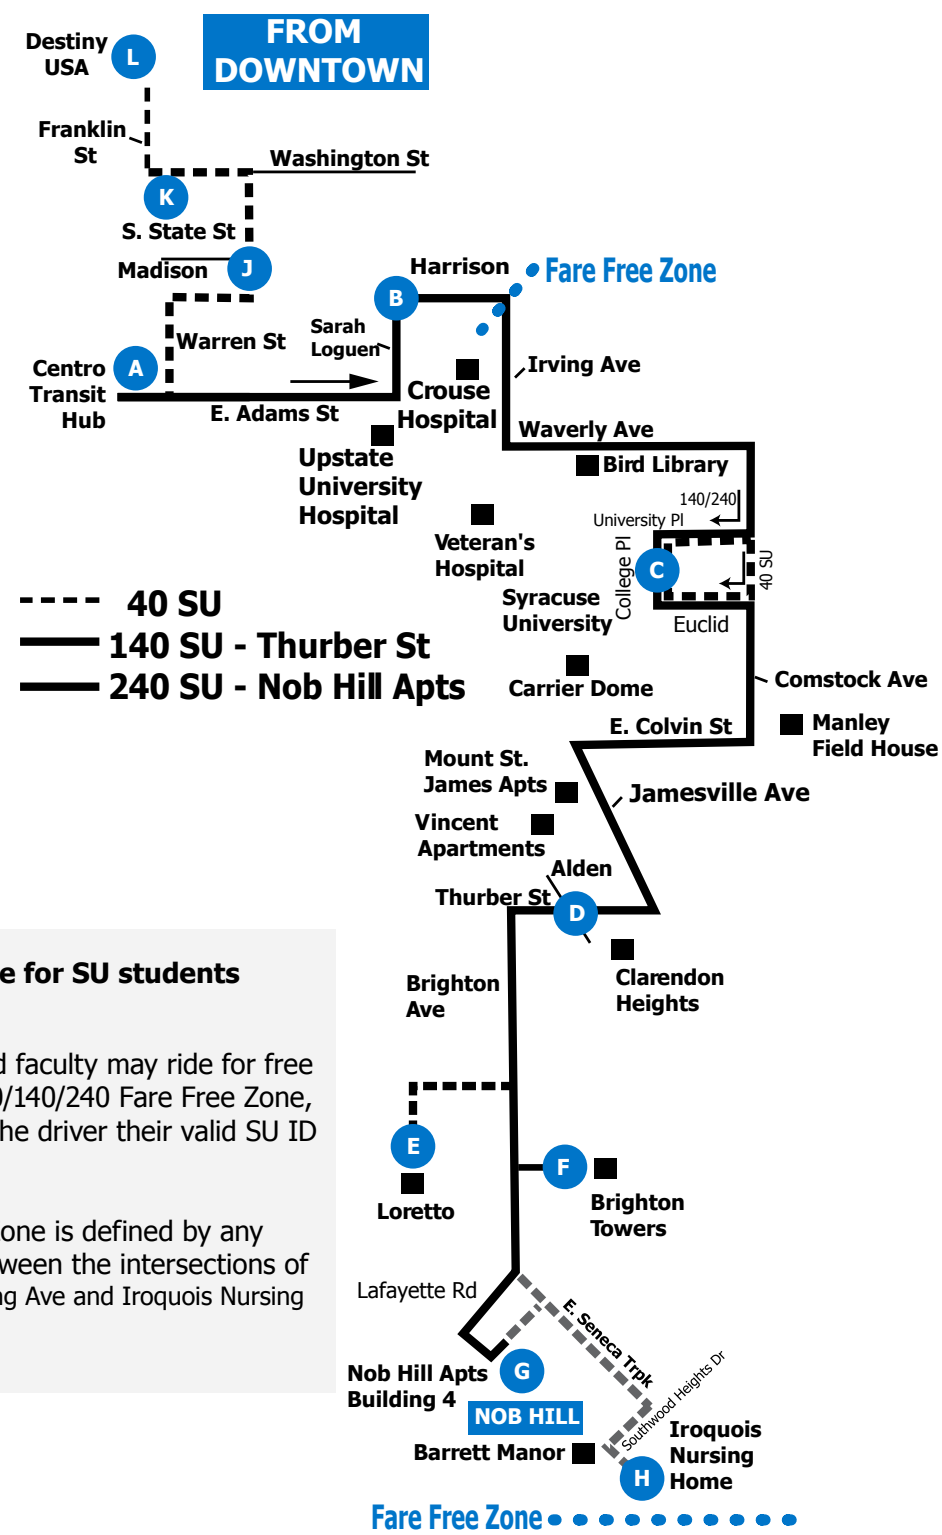 FROM
DOWNTOWN
Destiny
USA
L
Franklin
St
Washington St
K
S. State St
Madison
J
Harrison
Fare Free Zone
B
Sarah
Loguen
Warren St
Centro
Transit
Hub
A
E. Adams St
Irving Ave
Crouse
Hospital
Waverly Ave
Upstate
University
Hospital
Bird Library
140/240
University Pl
Veteran's
Hospital
College Pl
C
40 SU
Syracuse
University
Euclid
40 SU
140 SU - Thurber St
240 SU - Nob Hill Apts
Carrier Dome
Comstock Ave
E. Colvin St
Manley
Field House
Mount St.
James Apts
Jamesville Ave
Vincent
Apartments
Alden
Thurber St
D
Clarendon
Heights
Brighton
Ave
e for SU students
d faculty may ride for free
0/140/240 Fare Free Zone,
he driver their valid SU ID
one is defined by any
ween the intersections of
ng Ave and Iroquois Nursing
E
Loretto
F
Brighton
Towers
Lafayette Rd
E. Seneca Trpk
Southwood Heights Dr
Nob Hill Apts
Building 4
G
NOB HILL
Barrett Manor
Iroquois
Nursing
Home
H
Fare Free Zone